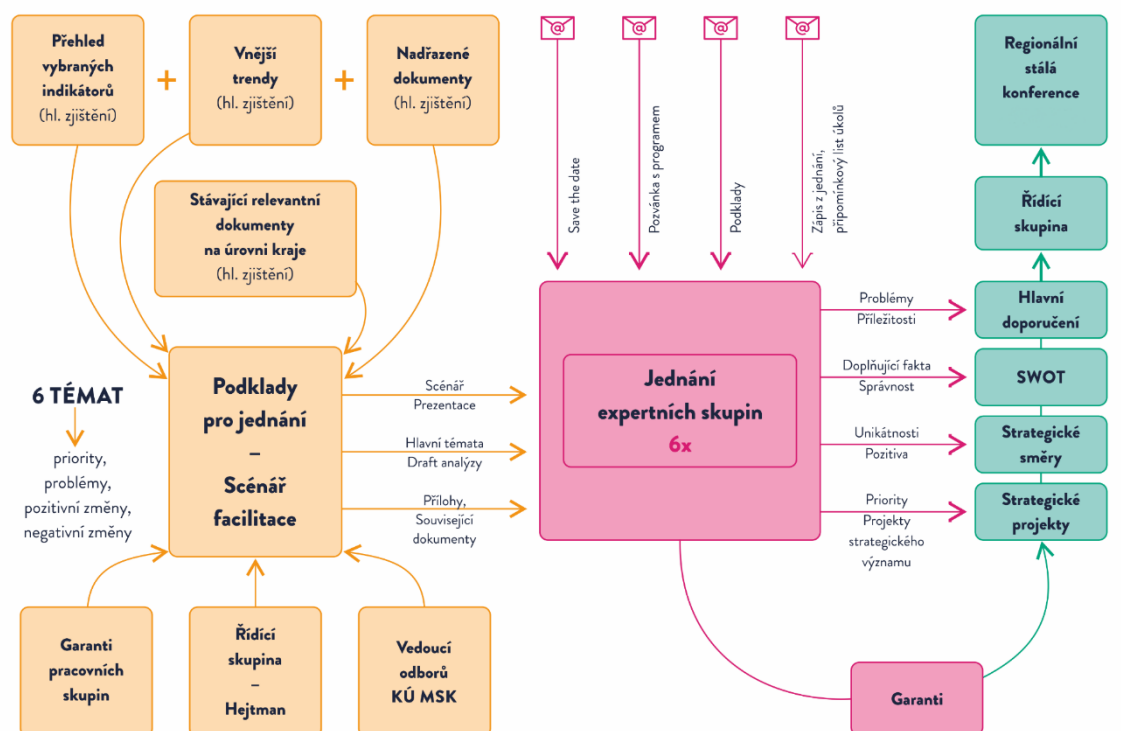 Přehled
vybraných
indikátorů
(hl. zjištění)
+
Vnější
trendy
(hl. zjištění)
+
Nadřazené
dokumenty
(hl. zjištění)
Stávající relevantní
dokumenty
na úrovni kraje
(hl. zjištění)
6 TÉMAT
priority,
problémy,
pozitivní změny,
negativní změny
Podklady
pro jednání
–
Scénář
facilitace
Garanti
pracovních
skupin
Řídící
skupina
–
Hejtman
Vedoucí
odborů
KÚ MSK
Scénář
Prezentace
Hlavní témata
Draft analýzy
Přílohy,
Související
dokumenty
@
@
@
@
Save the date
Pozvánka s programem
Podklady
Zápis z jednání,
připomínkový list úkolů
Jednání
expertních skupin
6x
Problémy
Příležitosti
Doplňující fakta
Správnost
Unikátnosti
Pozitiva
Priority
Projekty
strategického
významu
Regionální
stálá
konference
Řídící
skupina
Hlavní
doporučení
SWOT
Strategické
směry
Strategické
projekty
Garanti